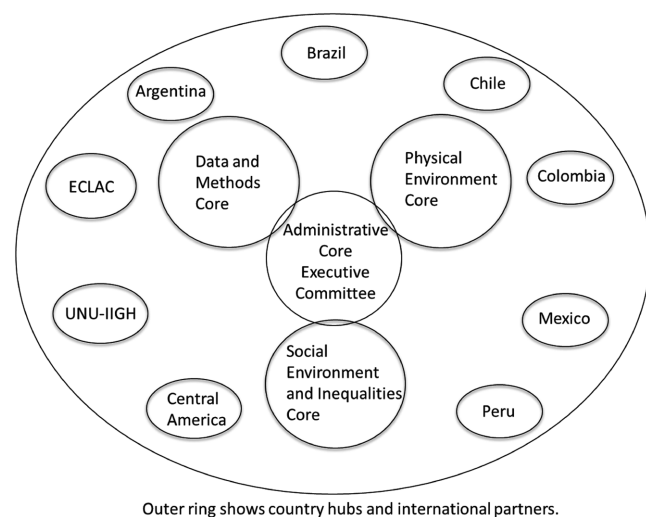 Brazil
Argentina
Chile
Data and
Methods
Core
Physical
Environment
Core
ECLAC
Colombia
Administrative
Core
Executive
Committee
UNU-IIGH
Mexico
Social
Environment
and Inequalities
Core
Central
America
Peru
Outer ring shows country hubs and international partners.